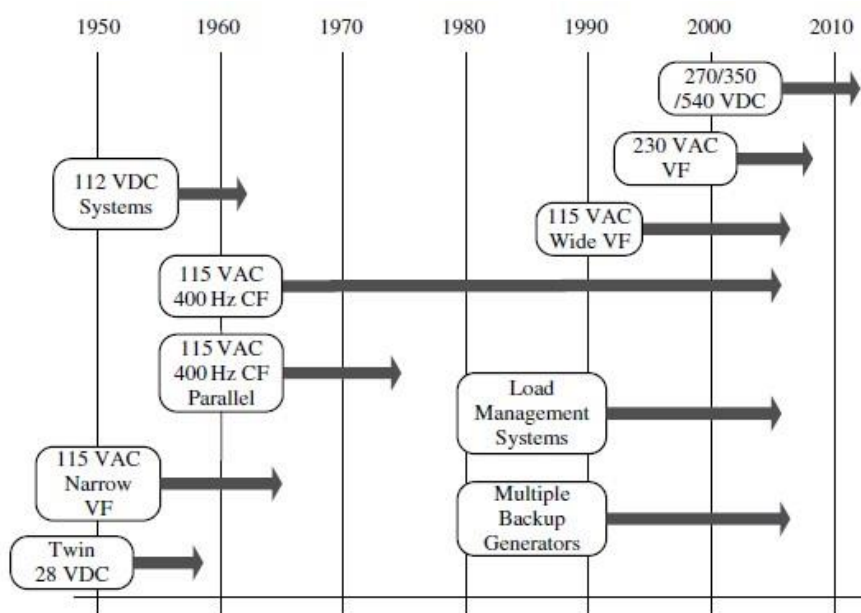 1950 1960 1970 1980 1990 2000 2010
270/350
/540 VDC
230 VAC
VF
112 VDC
Systems
115 VAC
Wide VF
115 VAC
400 Hz CF
115 VAC
400 Hz CF
Parallel
Load
Management
Systems
115 VAC
Narrow
VF
Multiple
Backup
Generators
Twin
28 VDC